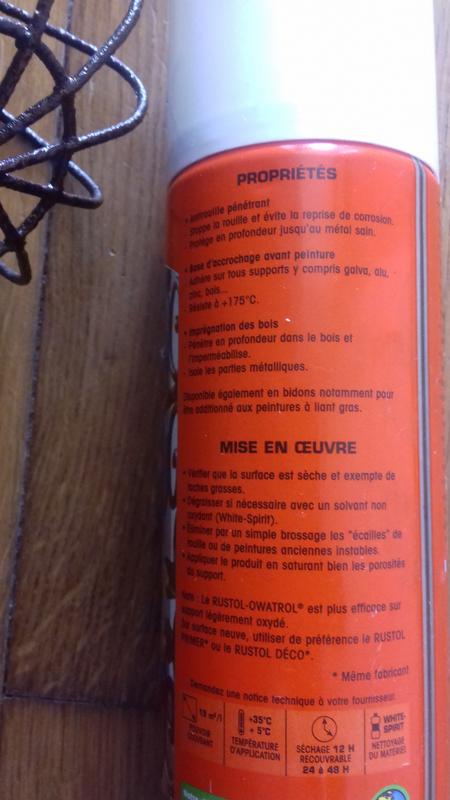 PROPRIÉTÉS
• Antirouille pénétrant
- Stoppe la rouille et évite la reprise de corrosion.
- Protège en profondeur jusqu'au métal sain.
• Base d'accrochage avant peinture
- Adhère sur tous supports y compris galva, alu,
zinc, bois...
- Résiste à +175°C.
• Imprégnation des bois
- Pénètre en profondeur dans le bois et
l'imperméabilise.
- Isole les parties métalliques.
Disponible également en bidons notamment pour
être additionné aux peintures à liant gras.
MISE EN ŒUVRE
• Vérifier que la surface est sèche et exempte de
taches grasses.
• Dégraisser si nécessaire avec un solvant non
oxydant (White-Spirit).
• Éliminer par un simple brossage les "écailles" de
rouille ou de peintures anciennes instables.
• Appliquer le produit en saturant bien les porosités
du support.
Note : Le RUSTOL-OWATROL® est plus efficace sur
support légèrement oxydé.
Sur surface neuve, utiliser de préférence le RUSTOL
PRIMER* ou le RUSTOL DÉCO*.
* Même fabricant
Demandez une notice technique à votre fournisseur.
18 m²/l
POUVOIR
COUVRANT
+35°C
+ 5°C
TEMPÉRATURE
D'APPLICATION
SÉCHAGE 12 H
RECOUVRABLE
24 à 48 H
WHITE-
SPIRIT
NETTOYAGE
DU MATÉRIEL